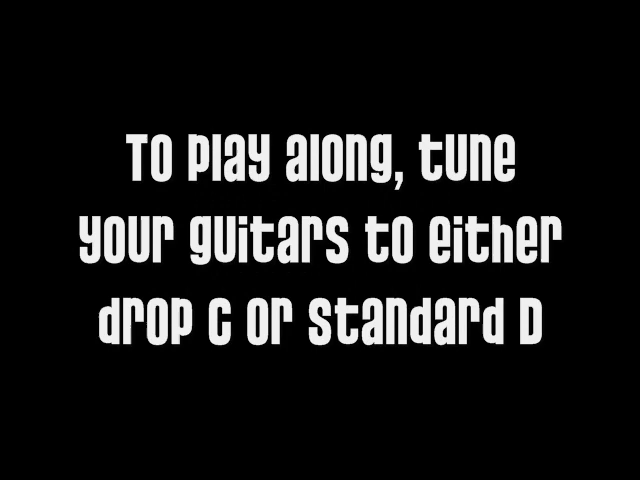 To play along, tune
your guitars to either
drop C or standard D